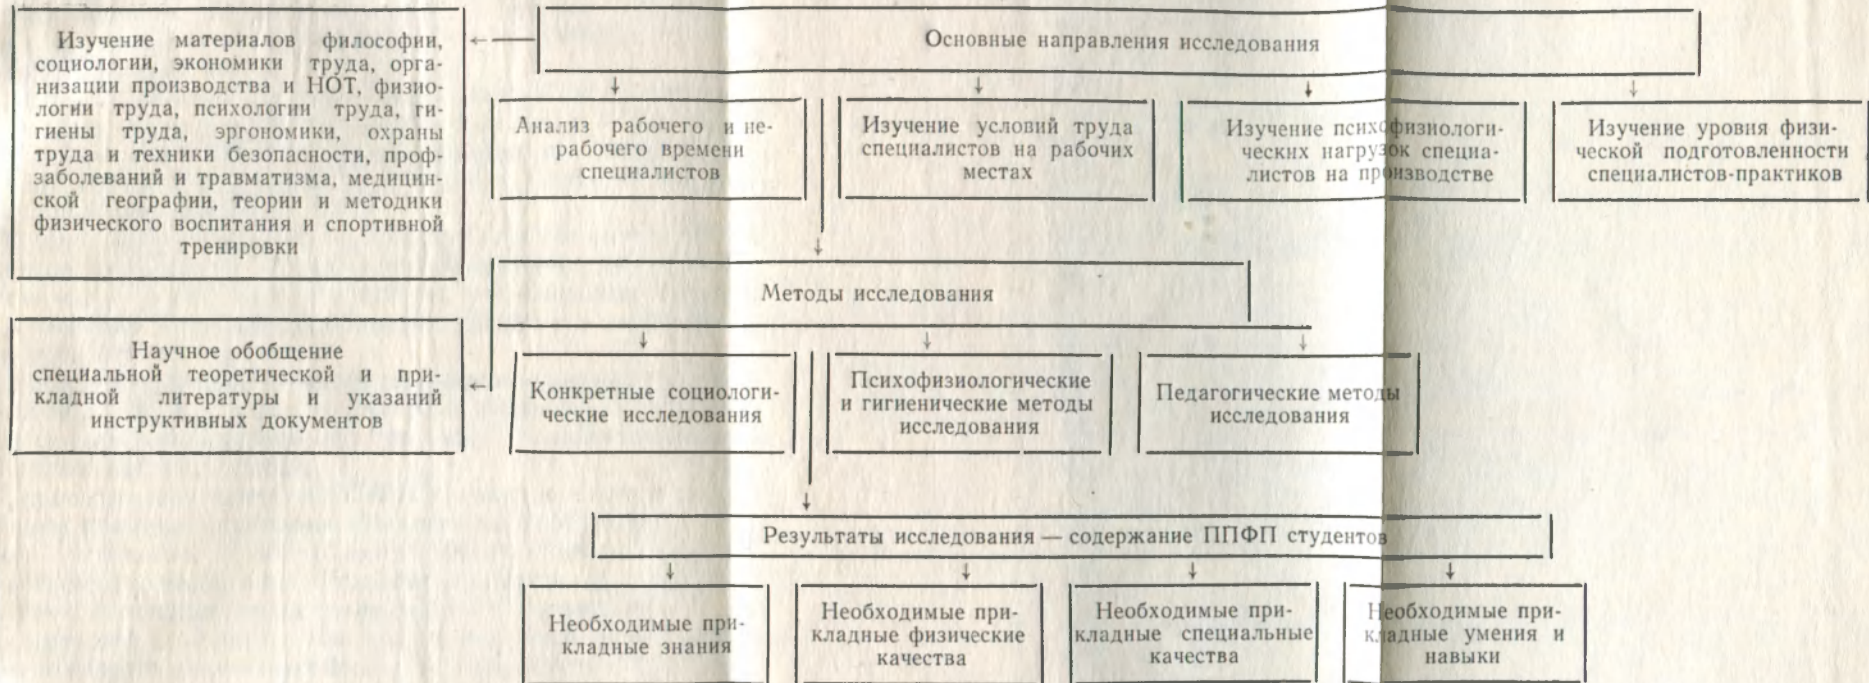 Изучение материалов философии,
социологии, экономики труда, орга-
низации производства и НОТ, физио-
логии труда, психологии труда, ги-
гиены труда, эргономики, охраны
труда и техники безопасности, проф-
заболеваний и травматизма, медицин-
ской географии, теории и методики
физического воспитания и спортивной
тренировки
Основные направления исследования
Анализ рабочего и не-
рабочего времени
специалистов
Изучение условий труда
специалистов на рабочих
местах
Изучение психофизиологи-
ческих нагрузок специа-
листов на производстве
Изучение уровня физи-
ческой подготовленности
специалистов-практиков
Методы исследования
Научное обобщение
специальной теоретической и при-
кладной литературы и указаний
инструктивных документов
Конкретные социологи-
ческие исследования
Психофизиологические
и гигиенические методы
исследования
Педагогические методы
исследования
Результаты исследования — содержание ППФП студентов
Необходимые при-
кладные знания
Необходимые при-
кладные физические
качества
Необходимые при-
кладные специальные
качества
Необходимые при-
кладные умения и
навыки